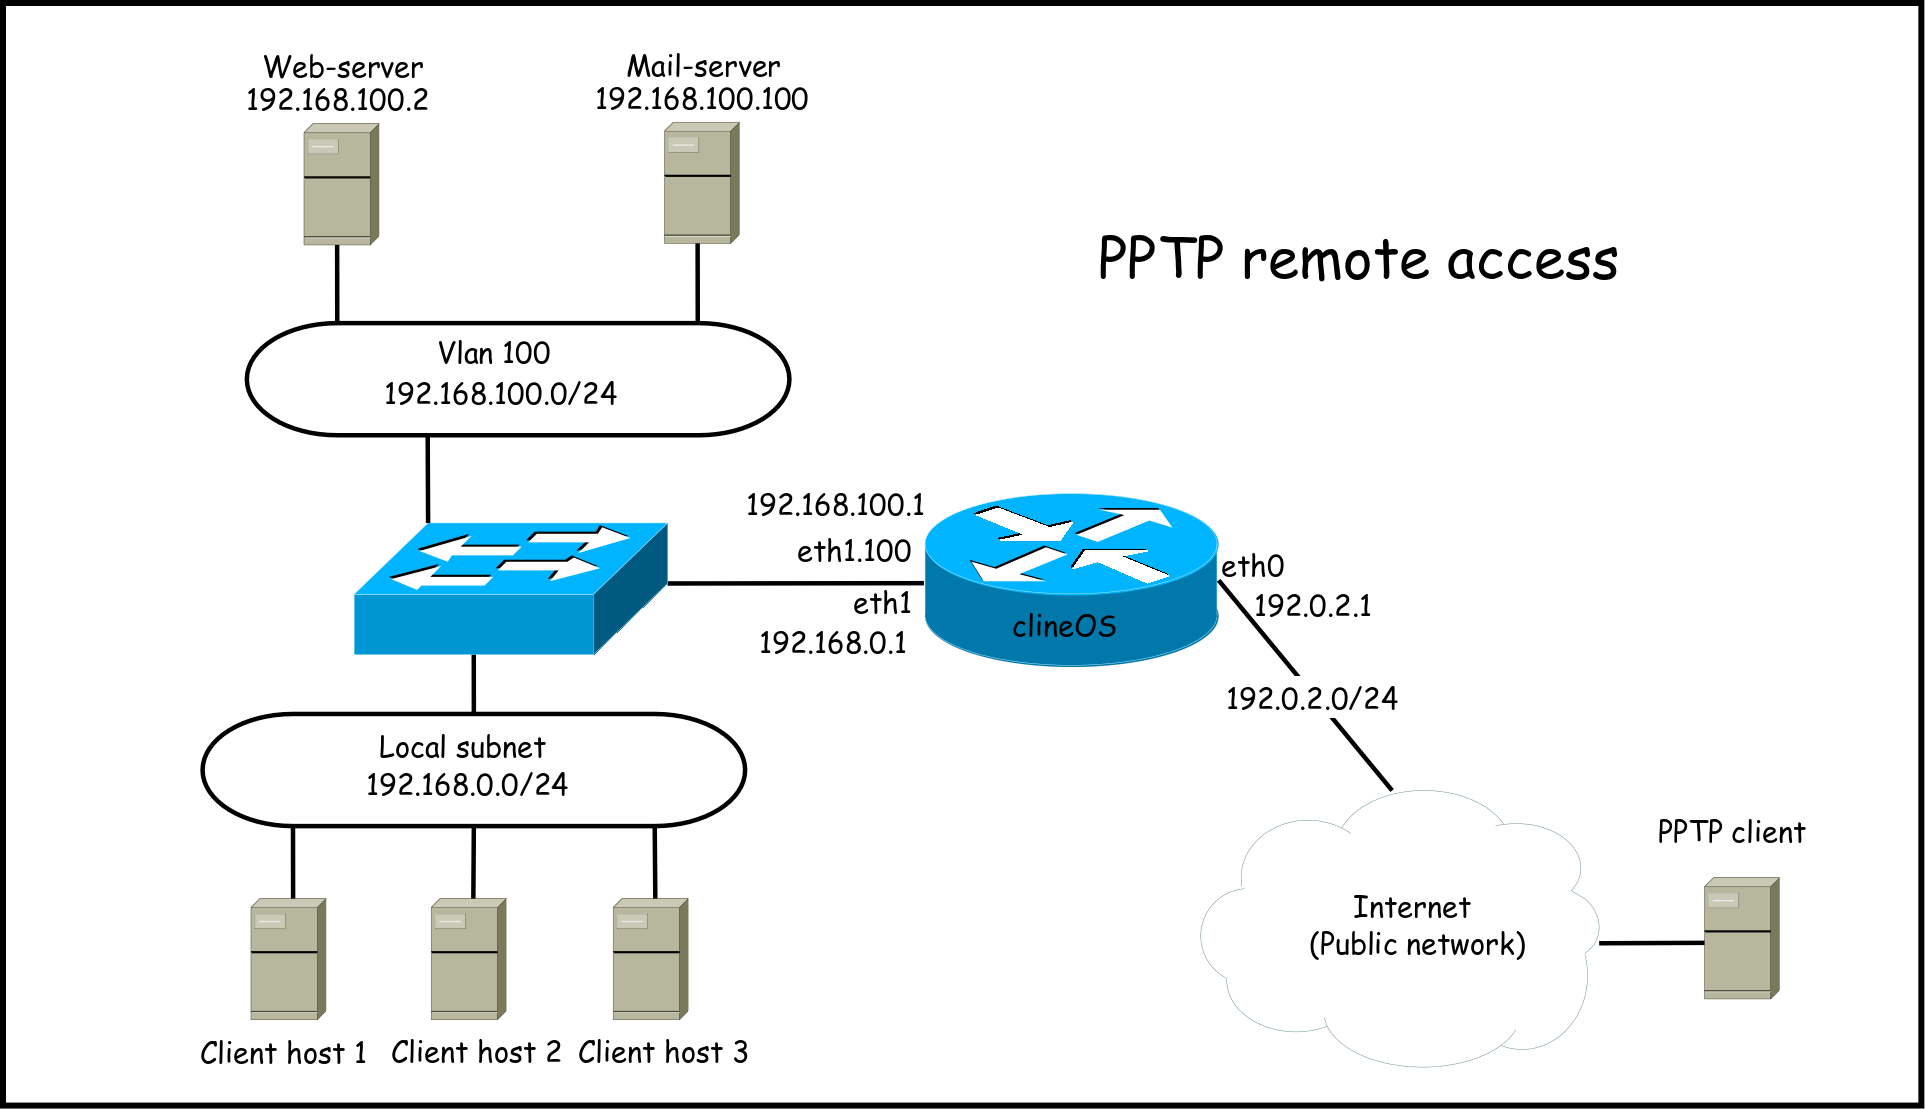 Web-server
192.168.100.2
Mail-server
192.168.100.100
PPTP remote access
Vlan 100
192.168.100.0/24
192.168.100.1
eth1.100
eth1
192.168.0.1
clineOS
eth0
192.0.2.1
192.0.2.0/24
Local subnet
192.168.0.0/24
PPTP client
Internet
(Public network)
Client host 1
Client host 2
Client host 3